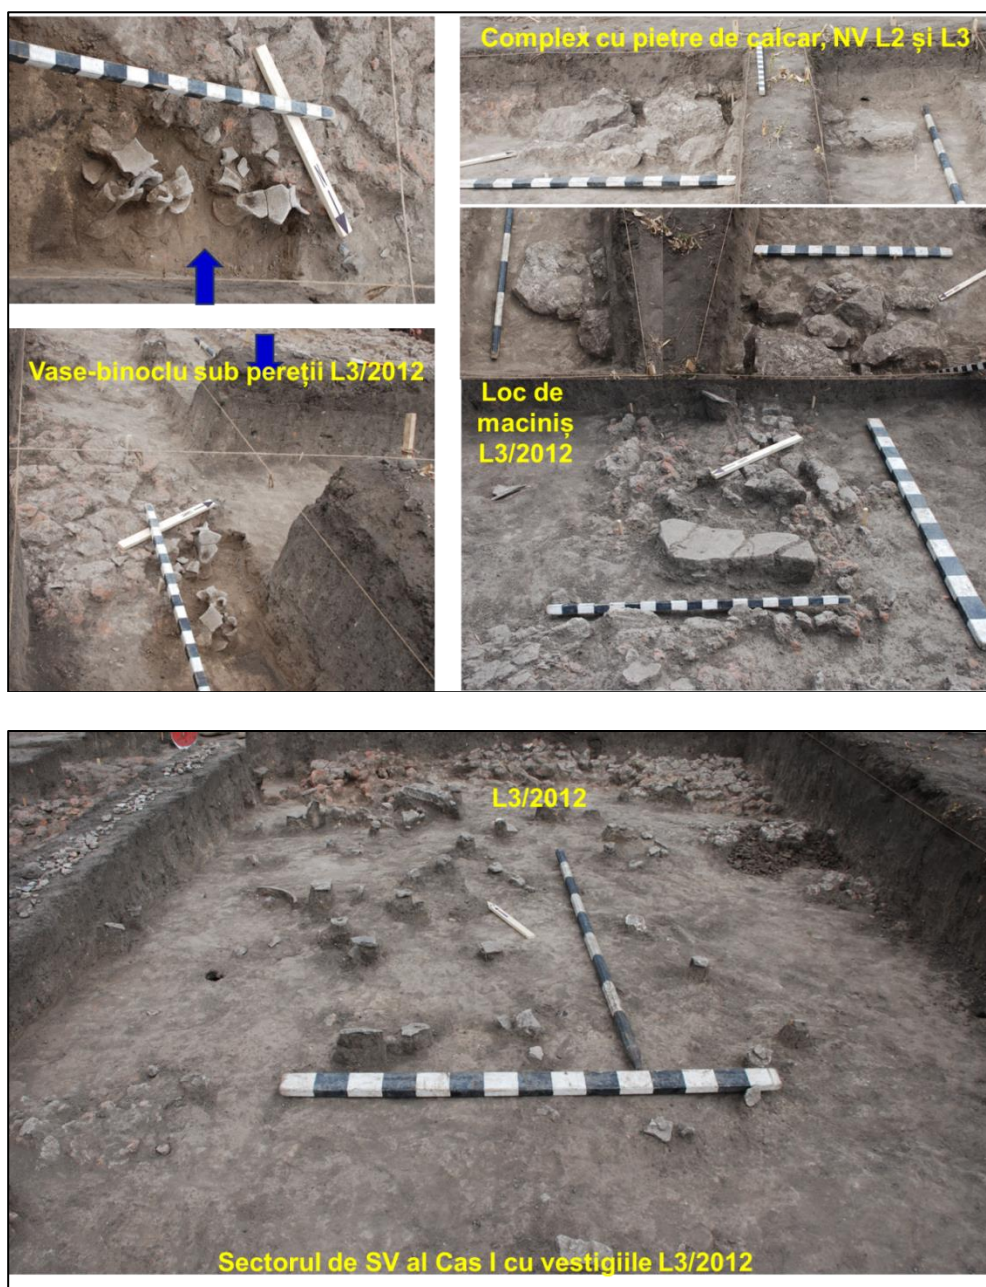 Complex cu pietre de calcar, NV L2 și L3
Vase-binoclu sub pereții L3/2012
Loc de
maciniș
L3/2012
L3/2012
Sectorul de SV al Cas I cu vestigiile L3/2012